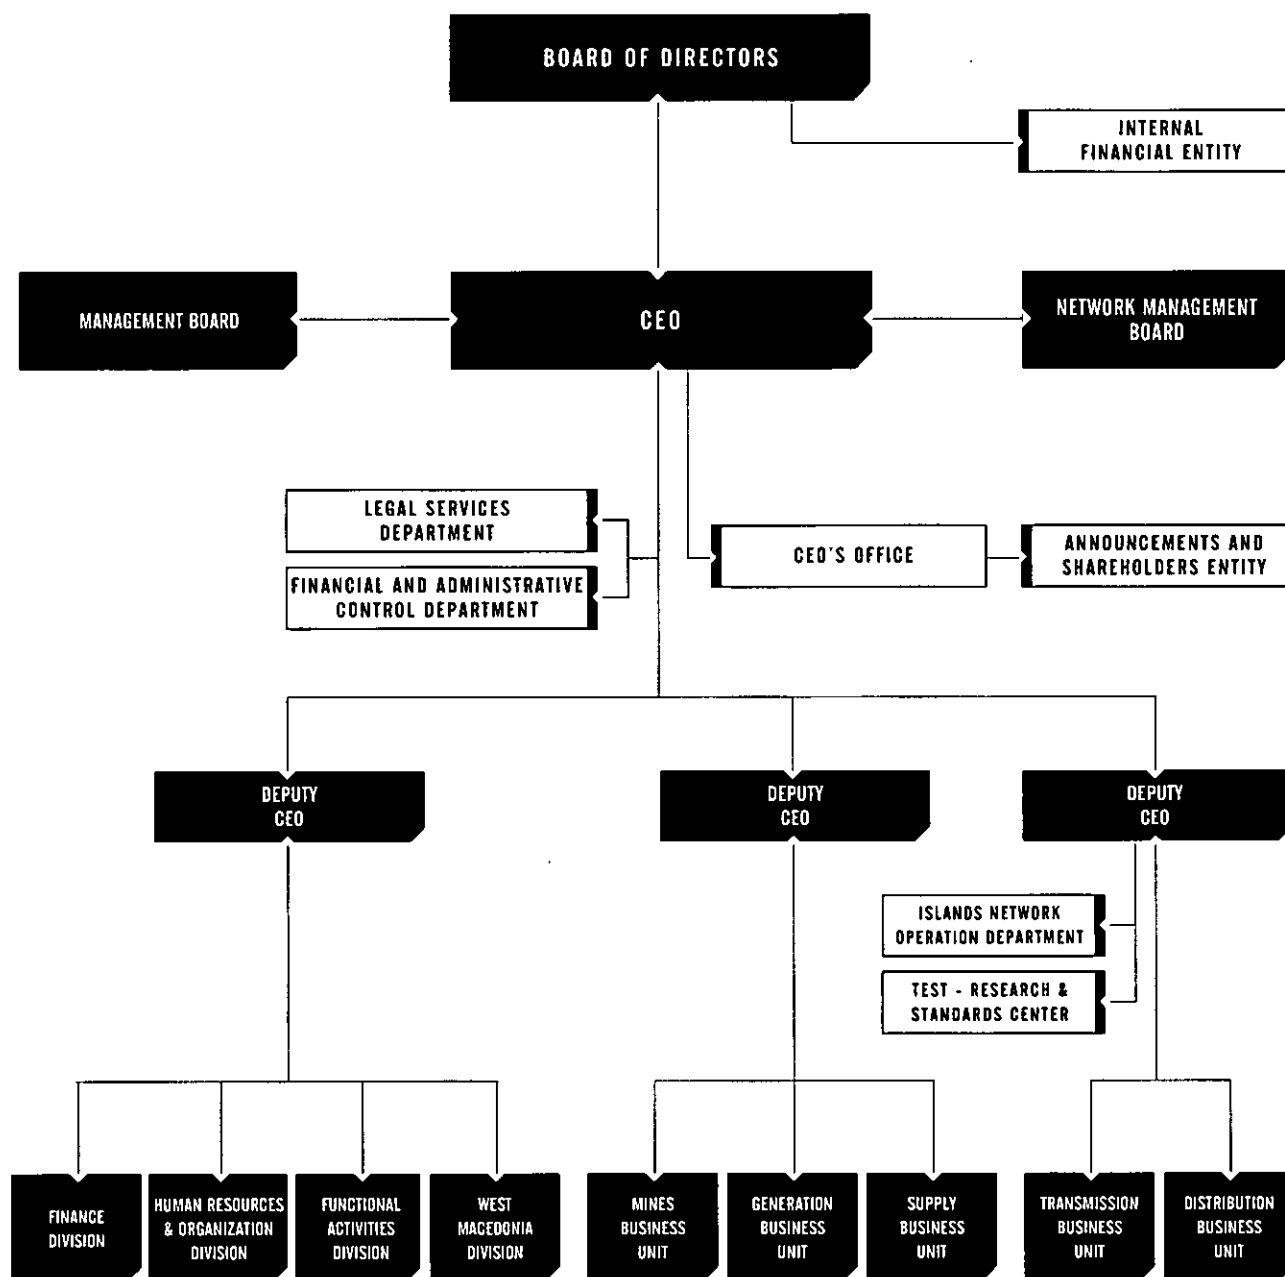 BOARD OF DIRECTORS
INTERNAL
FINANCIAL ENTITY
MANAGEMENT BOARD
CEO
NETWORK MANAGEMENT
BOARD
LEGAL SERVICES
DEPARTMENT
FINANCIAL AND ADMINISTRATIVE
CONTROL DEPARTMENT
CEO'S OFFICE
ANNOUNCEMENTS AND
SHAREHOLDERS ENTITY
DEPUTY
CEO
DEPUTY
CEO
DEPUTY
CEO
ISLANDS NETWORK
OPERATION DEPARTMENT
TEST - RESEARCH &
STANDARDS CENTER
FINANCE
DIVISION
HUMAN RESOURCES
& ORGANIZATION
DIVISION
FUNCTIONAL
ACTIVITIES
DIVISION
WEST
MACEDONIA
DIVISION
MINES
BUSINESS
UNIT
GENERATION
BUSINESS
UNIT
SUPPLY
BUSINESS
UNIT
TRANSMISSION
BUSINESS
UNIT
DISTRIBUTION
BUSINESS
UNIT